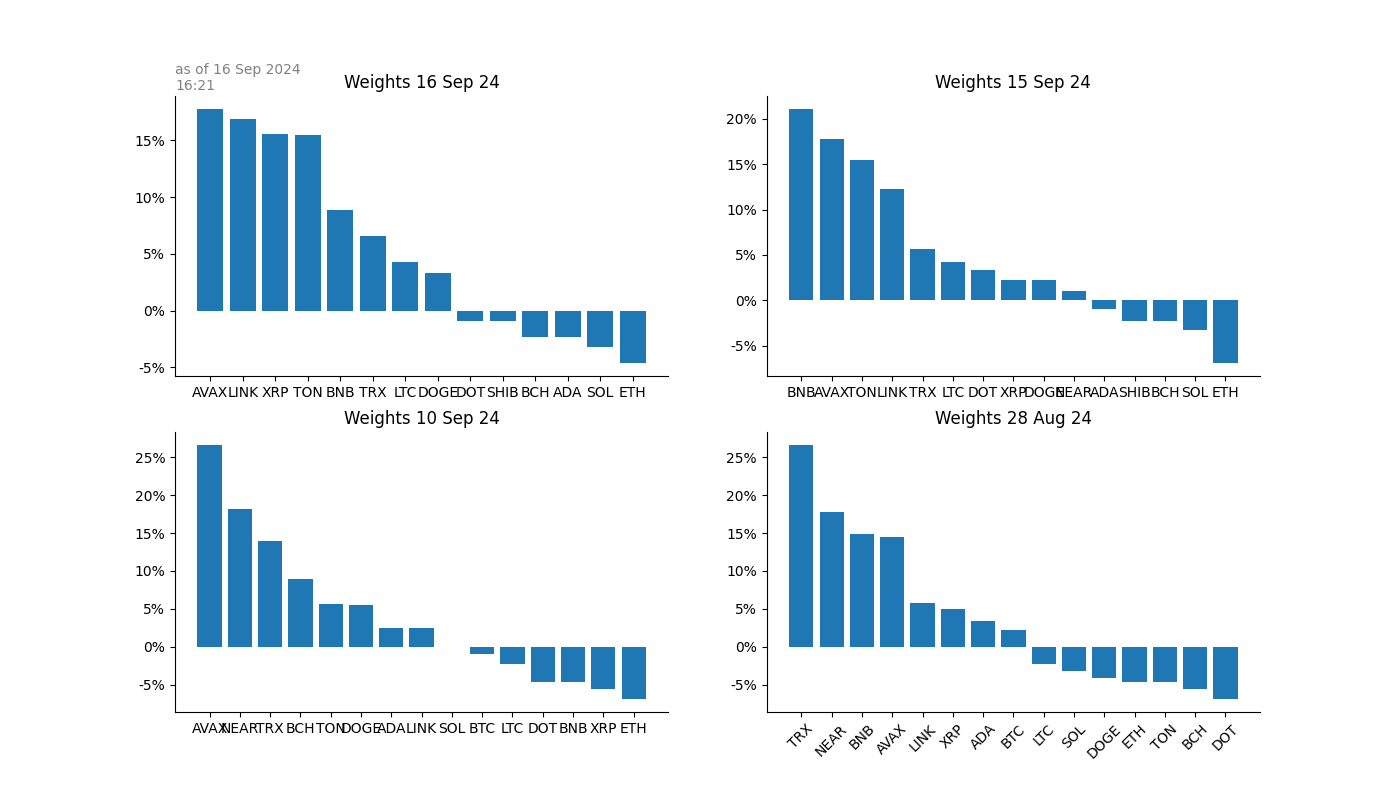 as of 16 Sep 2024
16:21
Weights 16 Sep 24
15%
10%
5%
0%
-5%
AVAX LINK XRP TON BNB TRX LTC DOGE DOT SHIB BCH ADA SOL ETH
Weights 15 Sep 24
20%
15%
10%
5%
0%
-5%
BNB AVAX TON LINK TRX LTC DOT XRP DOGE NEAR ADA SHIB BCH SOL ETH
Weights 10 Sep 24
25%
20%
15%
10%
5%
0%
-5%
AVAX NEAR TRX BCH TON DOGE ADA LINK SOL BTC LTC DOT BNB XRP ETH
Weights 28 Aug 24
25%
20%
15%
10%
5%
0%
-5%
TRX NEAR BNB AVAX LINK XRP ADA BTC LTC SOL DOGE ETH TON BCH DOT